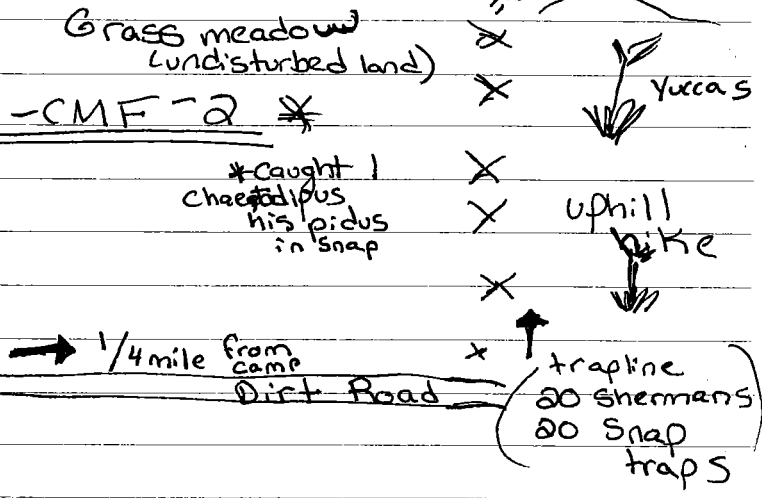 Grass meadow
(undisturbed land)
Yuccas
-CMF-2 *
*caught 1
chaetodipus
hispidus
in snap
uphill
hike
→ 1/4 mile from
camp
Dirt Road
(trapline
20 shermans
20 Snap
traps)